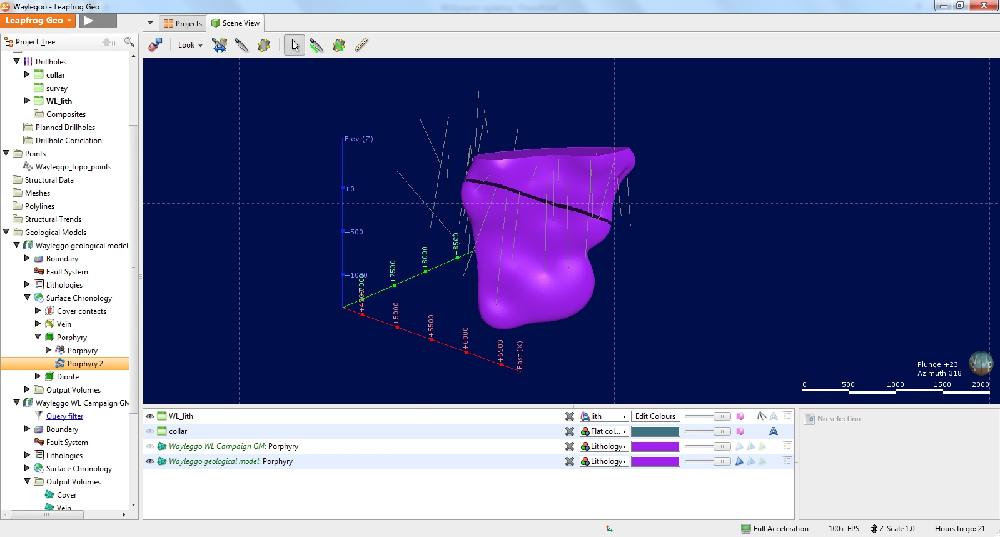 Waylegoo - Leapfrog Geo
Leapfrog Geo
Projects
Scene View
Project Tree
0
Look
Drillholes
collar
survey
WL_lith
Composites
Planned Drillholes
Drillhole Correlation
Points
Wayleggo_topo_points
Structural Data
Meshes
Polylines
Structural Trends
Geological Models
Wayleggo geological model
Boundary
Fault System
Lithologies
Surface Chronology
Cover contacts
Vein
Porphyry
Porphyry
Porphyry 2
Diorite
Output Volumes
Wayleggo WL Campaign GM
Query filter
Boundary
Fault System
Lithologies
Surface Chronology
Output Volumes
Cover
Vein
Elev (Z)
+0
−500
−1000
+7000
+7500
+8000
+8500
+4500
+5000
+5500
+6000
+6500
East (X)
Plunge +23
Azimuth 318
0 500 1000 1500 2000
WL_lith lith Edit Colours
collar Flat col...
Wayleggo WL Campaign GM: Porphyry Lithology
Wayleggo geological model: Porphyry Lithology
No selection
Full Acceleration 100+ FPS Z-Scale 1.0 Hours to go: 21